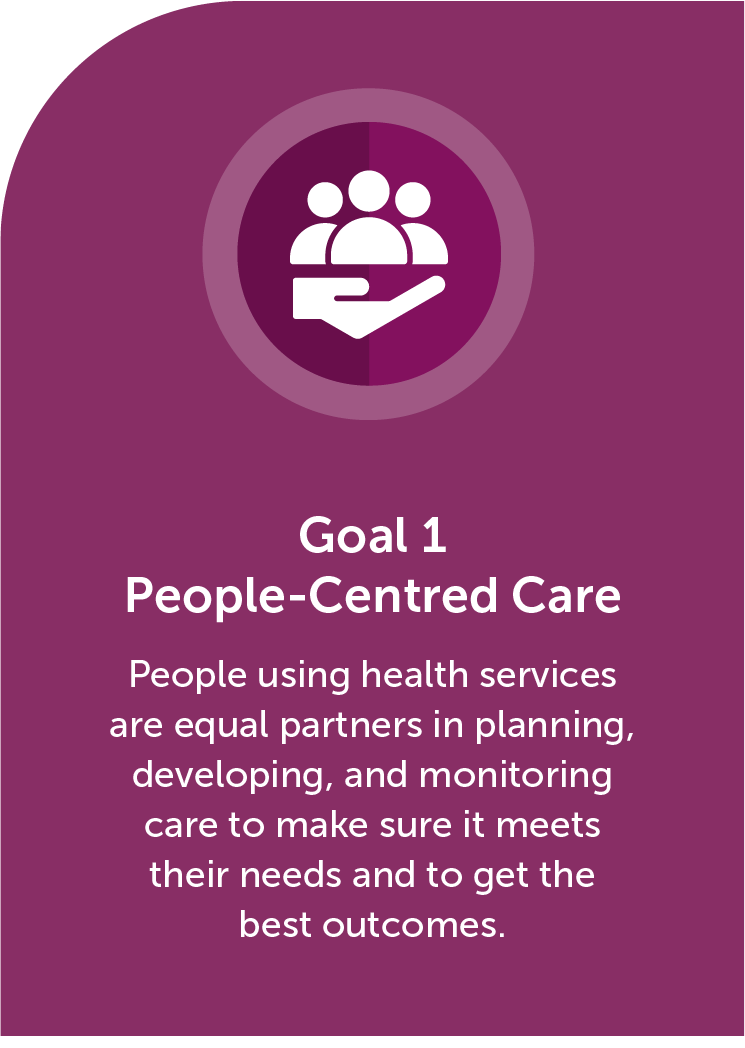 Goal 1
People-Centred Care
People using health services
are equal partners in planning,
developing, and monitoring
care to make sure it meets
their needs and to get the
best outcomes.